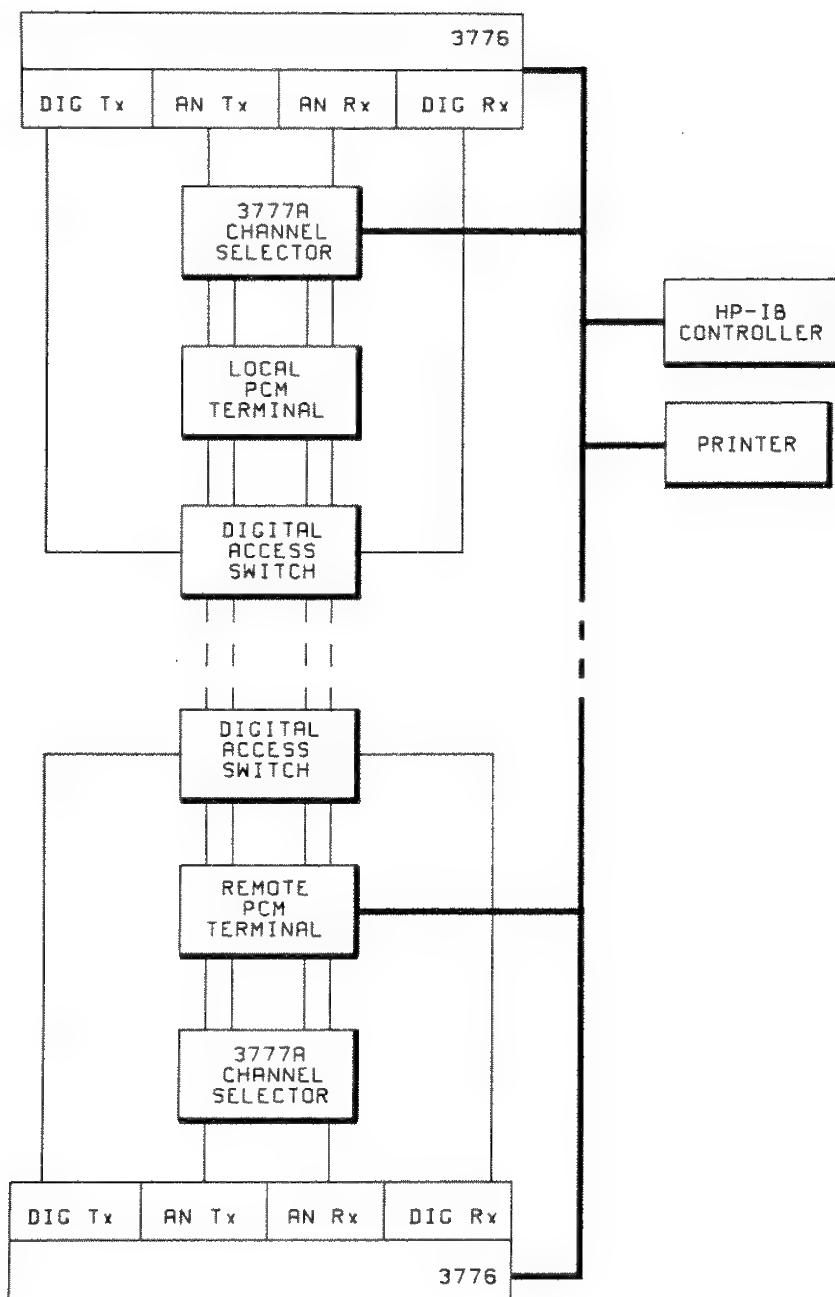 3776
DIG Tx AN Tx AN Rx DIG Rx
3777A
CHANNEL
SELECTOR
HP-IB
CONTROLLER
LOCAL
PCM
TERMINAL
PRINTER
DIGITAL
ACCESS
SWITCH
DIGITAL
ACCESS
SWITCH
REMOTE
PCM
TERMINAL
3777A
CHANNEL
SELECTOR
DIG Tx AN Tx AN Rx DIG Rx
3776